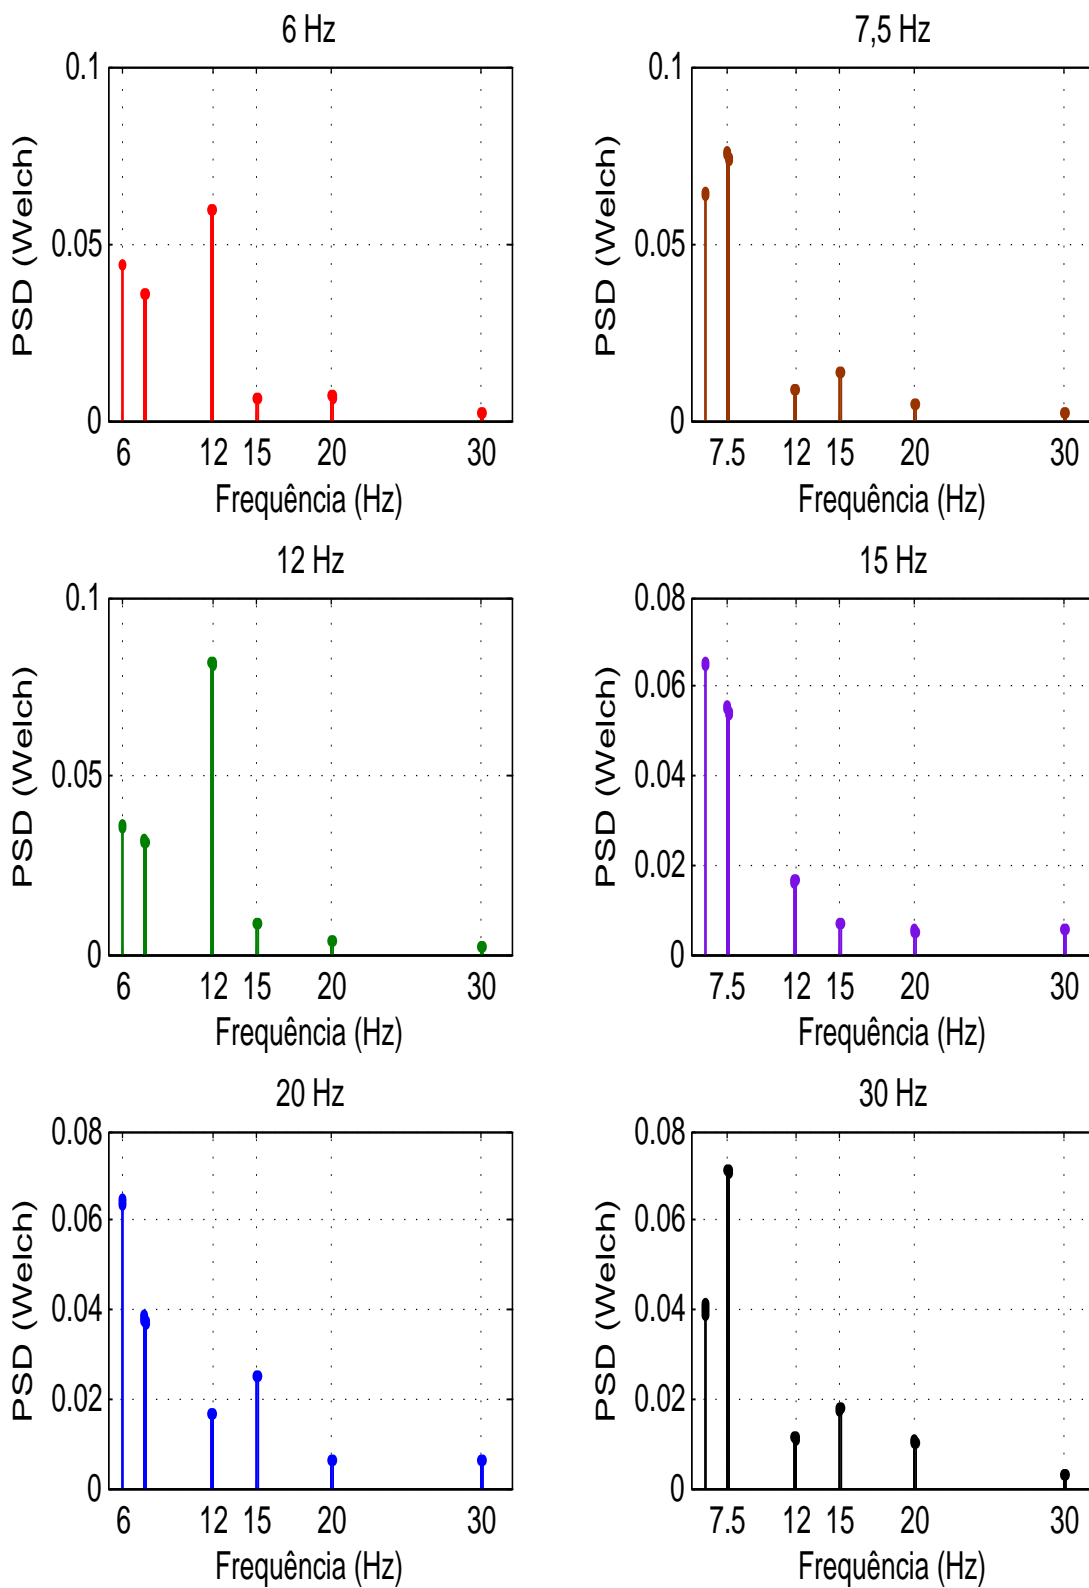 6 Hz
0.1
0.05
0
PSD (Welch)
6 12 15 20 30
Frequência (Hz)
7,5 Hz
0.1
0.05
0
PSD (Welch)
7.5 12 15 20 30
Frequência (Hz)
12 Hz
0.1
0.05
0
PSD (Welch)
6 12 15 20 30
Frequência (Hz)
15 Hz
0.08
0.06
0.04
0.02
0
PSD (Welch)
7.5 12 15 20 30
Frequência (Hz)
20 Hz
0.08
0.06
0.04
0.02
0
PSD (Welch)
6 12 15 20 30
Frequência (Hz)
30 Hz
0.08
0.06
0.04
0.02
0
PSD (Welch)
7.5 12 15 20 30
Frequência (Hz)